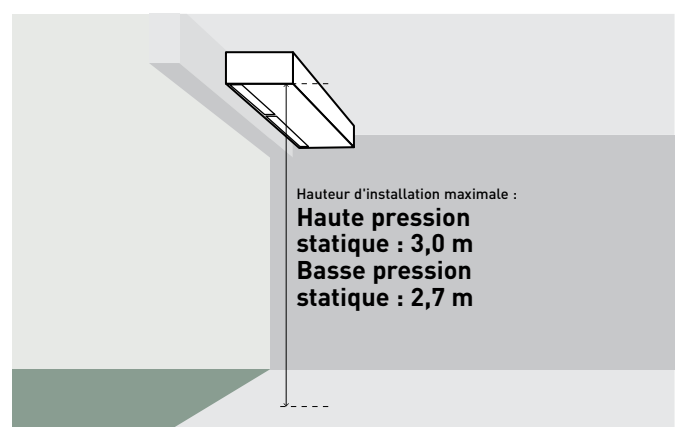 Hauteur d'installation maximale :
Haute pression
statique : 3,0 m
Basse pression
statique : 2,7 m